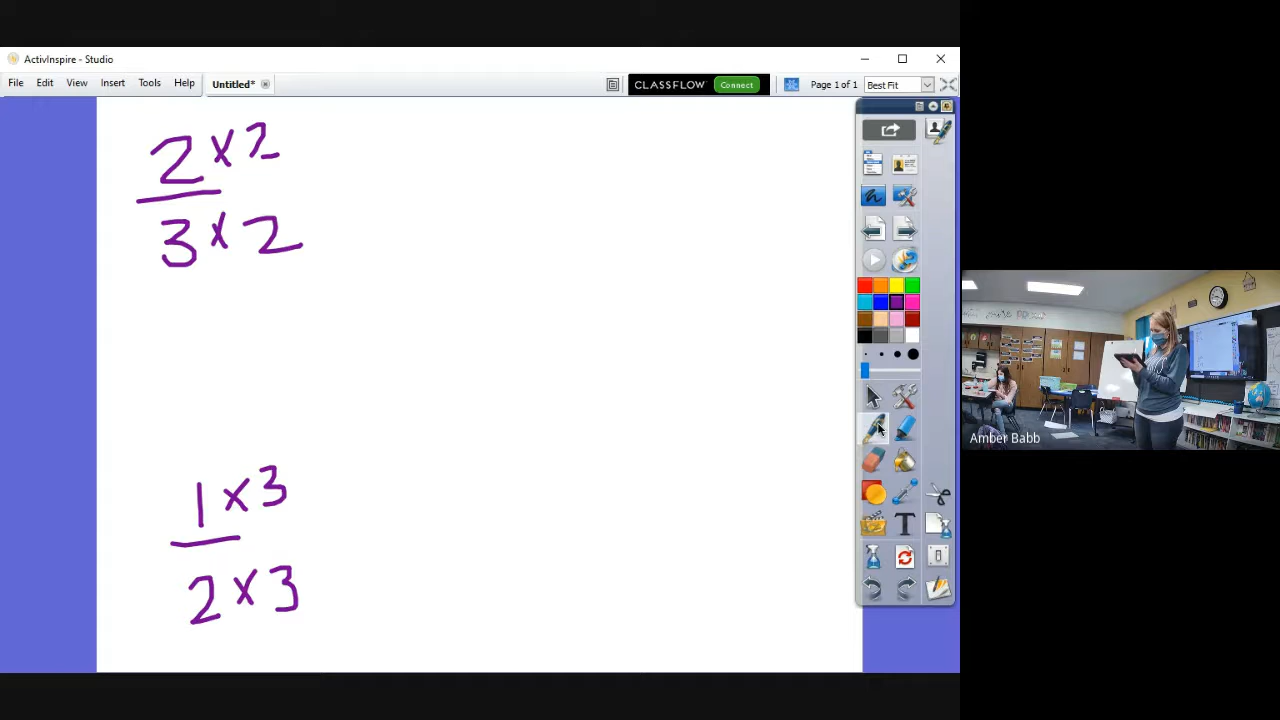 ActivInspire - Studio
File Edit View Insert Tools Help Untitled* CLASSFLOW Connect Page 1 of 1 Best Fit
2 x 2
3 x 2
1 x 3
2 x 3
T
Amber Babb